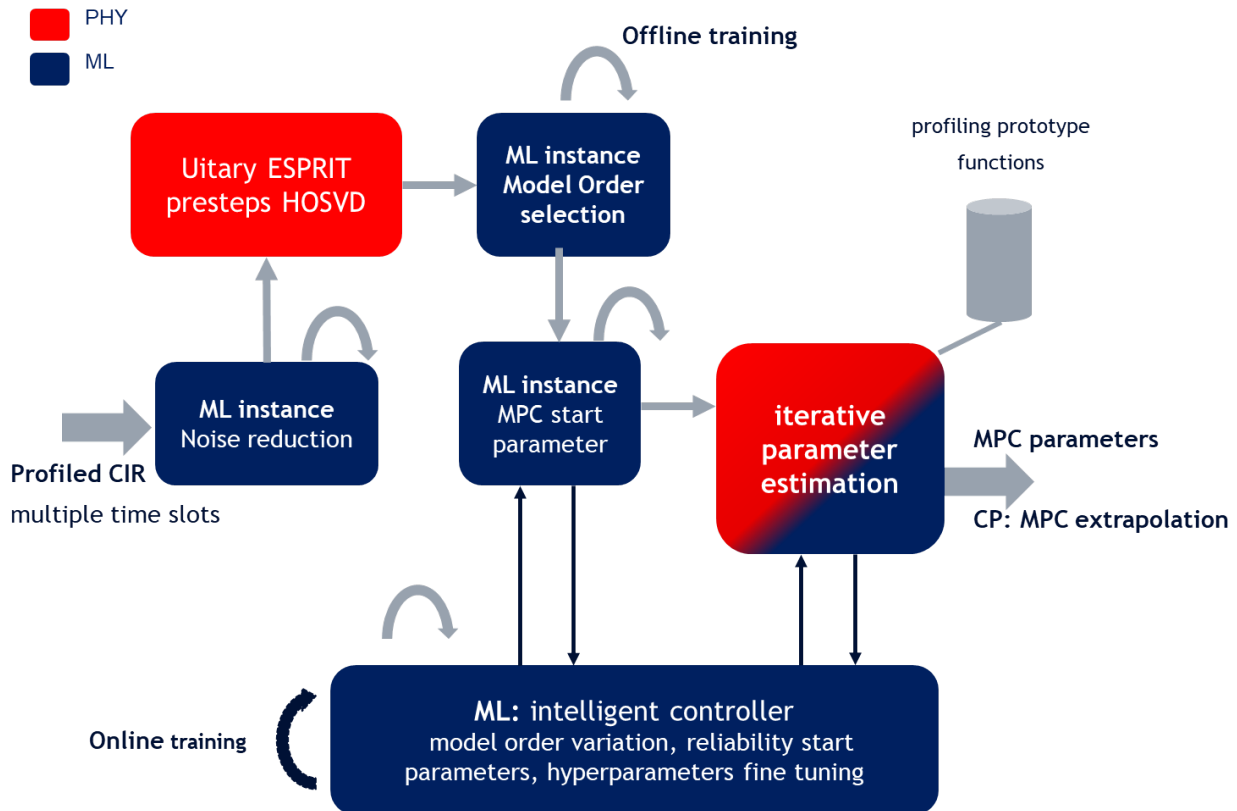 PHY
ML
Offline training
profiling prototype
functions
Uitary ESPRIT
presteps HOSVD
ML instance
Model Order
selection
ML instance
Noise reduction
ML instance
MPC start
parameter
iterative
parameter
estimation
Profiled CIR
multiple time slots
MPC parameters
CP: MPC extrapolation
Online training
ML: intelligent controller
model order variation, reliability start
parameters, hyperparameters fine tuning